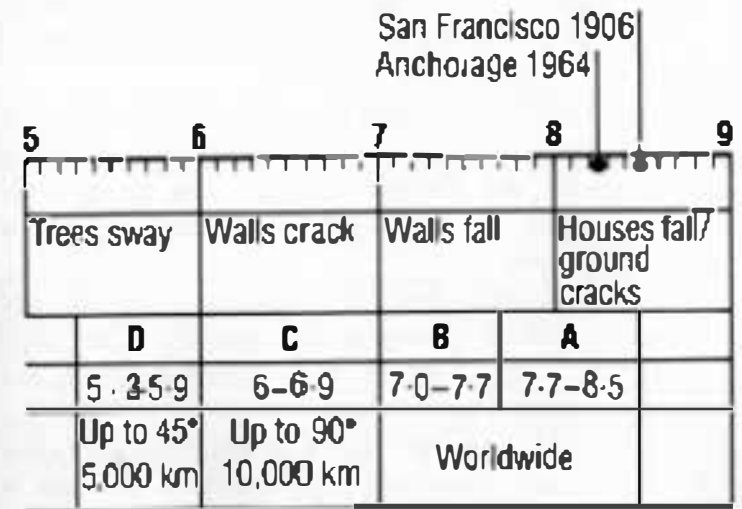 San Francisco 1906
Anchorage 1964
5 6 7 8 9
Trees sway Walls crack Walls fall Houses fall/
ground
cracks
D C B A
5·3-5·9 6–6·9 7·0–7·7 7·7–8·5
Up to 45° Up to 90° Worldwide
5,000 km 10,000 km